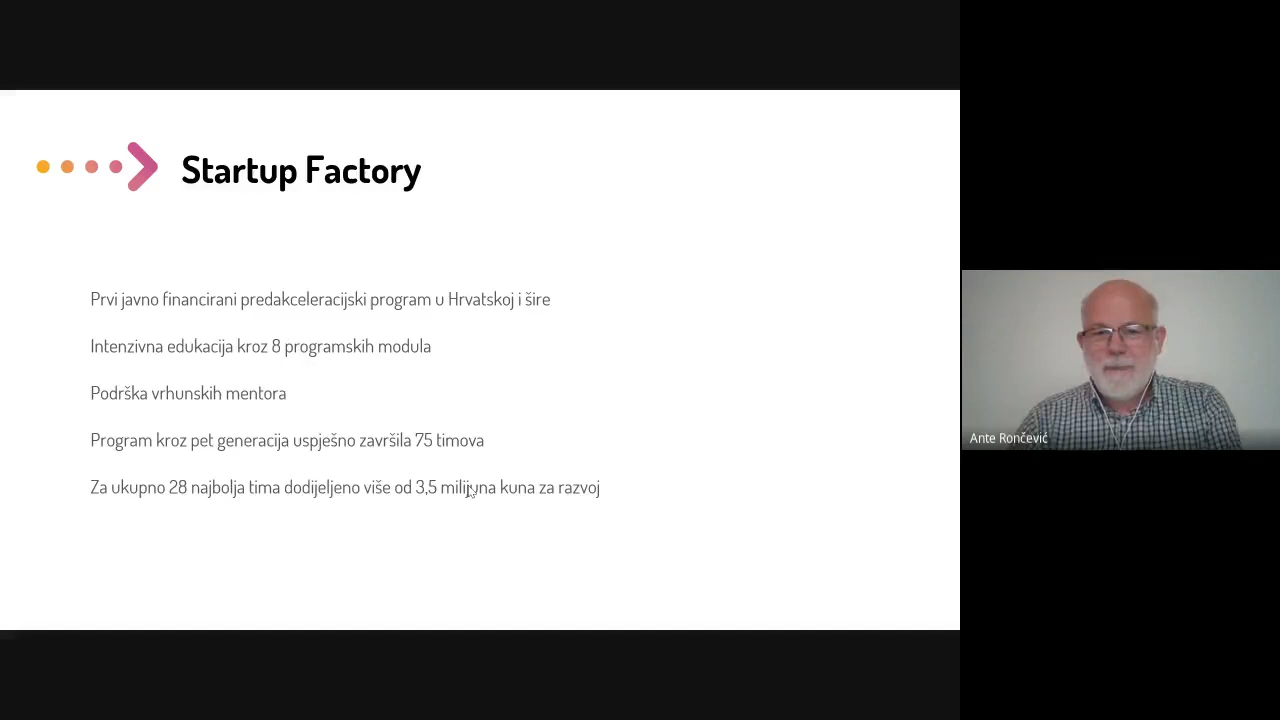 Startup Factory
Prvi javno financirani predakceleracijski program u Hrvatskoj i šire
Intenzivna edukacija kroz 8 programskih modula
Podrška vrhunskih mentora
Program kroz pet generacija uspješno završila 75 timova
Za ukupno 28 najbolja tima dodijeljeno više od 3,5 milijuna kuna za razvoj
Ante Rončević